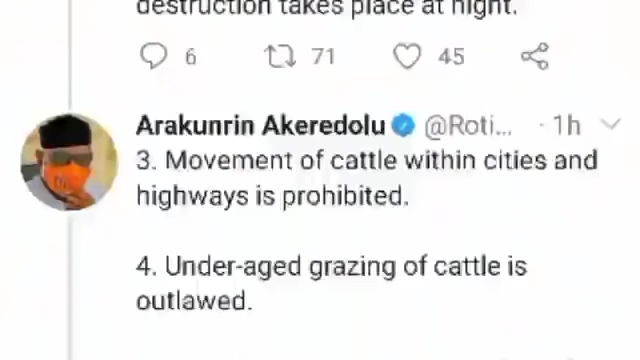 destruction takes place at night.
6 71 45
Arakunrin Akeredolu @Roti... · 1h
3. Movement of cattle within cities and
highways is prohibited.
4. Under-aged grazing of cattle is
outlawed.